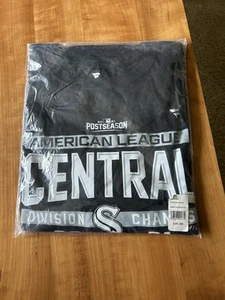 POSTSEASON
AMERICAN LEAGUE
CENTRAL
DIVISION CHAMPS